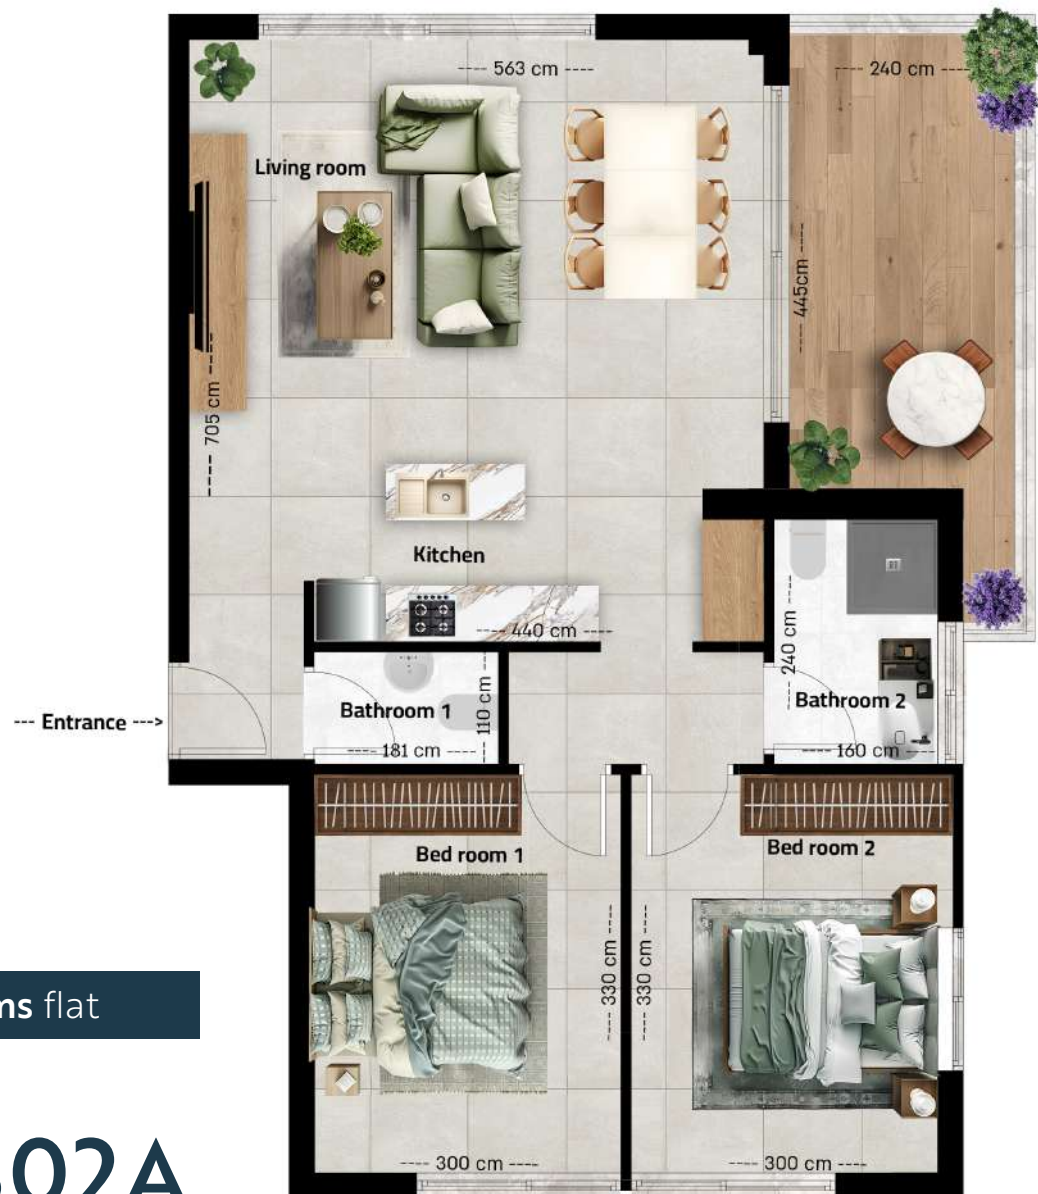 ---- 563 cm ----
---- 240 cm ----
Living room
---- 445cm ----
---- 705 cm ----
Kitchen
---- 440 cm ----
---- 240 cm ----
Bathroom 1
---- 110 cm ----
Bathroom 2
--- Entrance --->
---- 181 cm ----
---- 160 cm ----
Bed room 1
Bed room 2
---- 330 cm ----
---- 330 cm ----
flat
02A
---- 300 cm ----
---- 300 cm ----